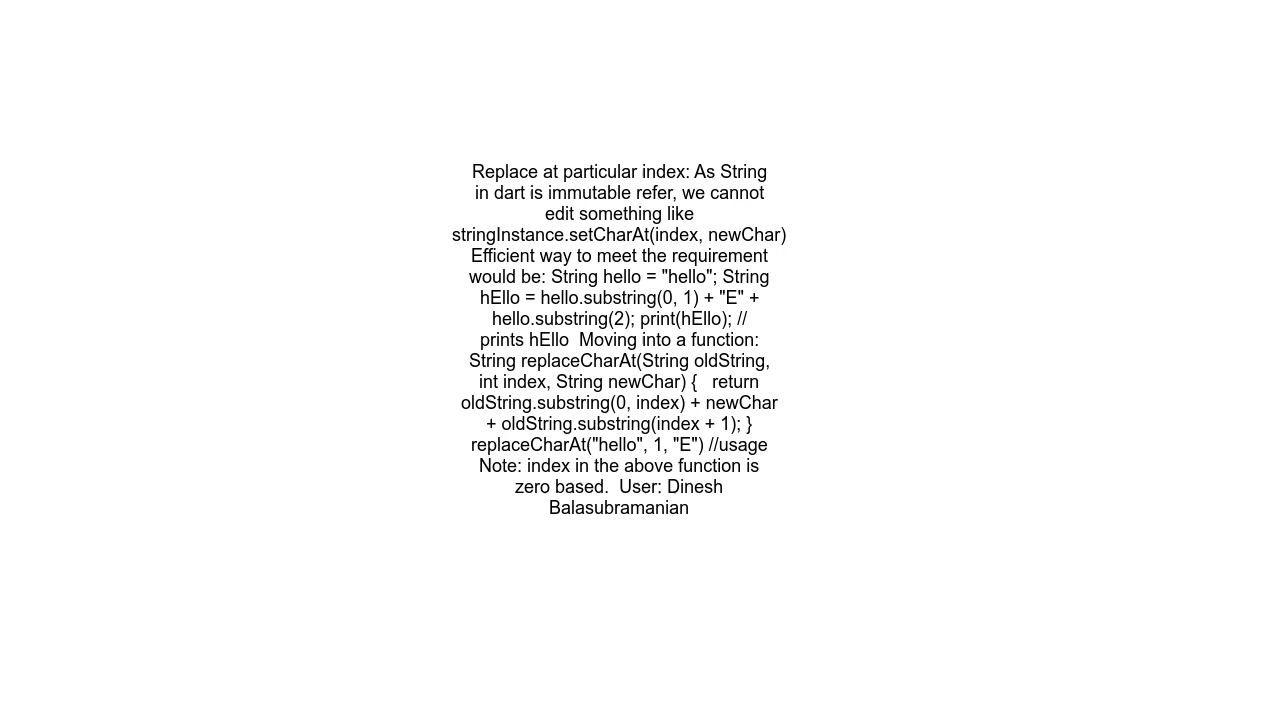 Replace at particular index: As String
in dart is immutable refer, we cannot
edit something like
stringInstance.setCharAt(index, newChar)
Efficient way to meet the requirement
would be: String hello = "hello"; String
hEllo = hello.substring(0, 1) + "E" +
hello.substring(2); print(hEllo); //
prints hEllo  Moving into a function:
String replaceCharAt(String oldString,
int index, String newChar) {   return
oldString.substring(0, index) + newChar
+ oldString.substring(index + 1); }
replaceCharAt("hello", 1, "E") //usage
Note: index in the above function is
zero based.  User: Dinesh
Balasubramanian